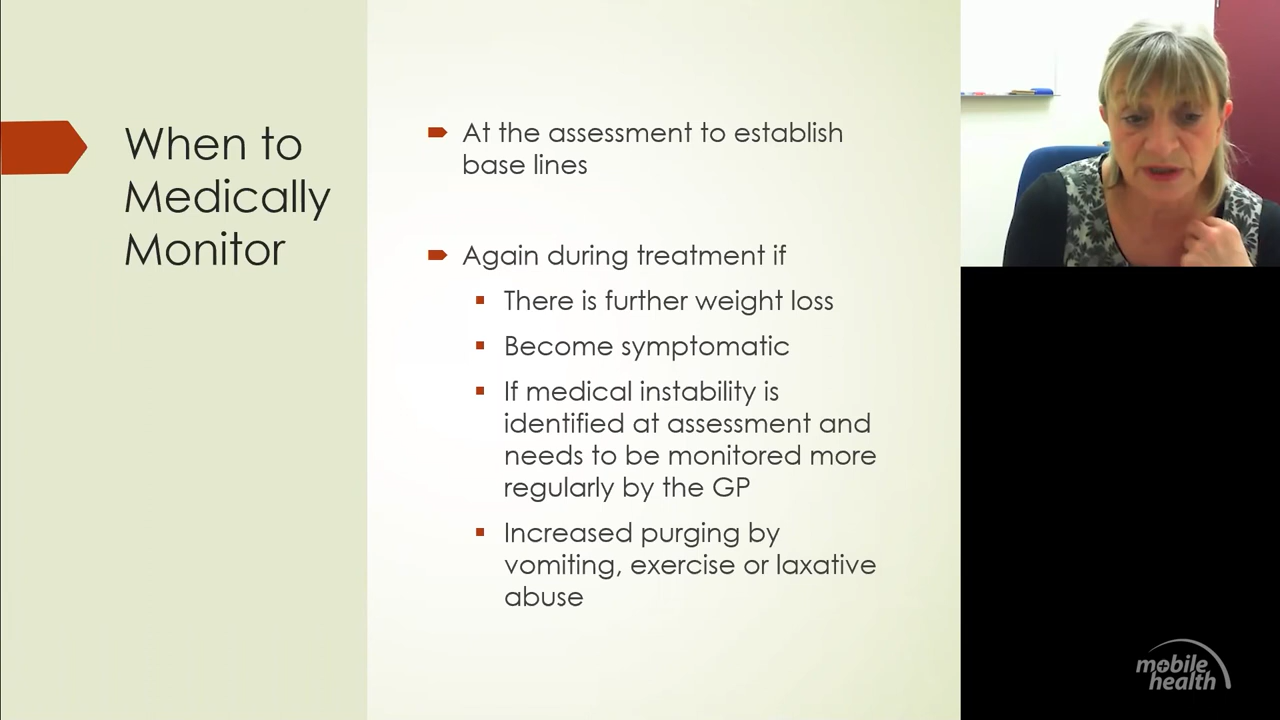 When to
Medically
Monitor
At the assessment to establish
base lines
Again during treatment if
There is further weight loss
Become symptomatic
If medical instability is
identified at assessment and
needs to be monitored more
regularly by the GP
Increased purging by
vomiting, exercise or laxative
abuse
mobile
health